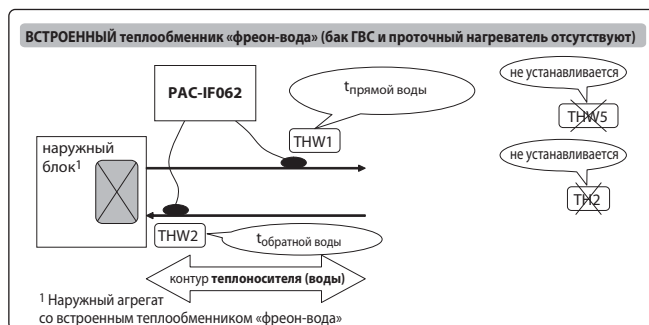 ВСТРОЕННЫЙ теплообменник «фреон-вода» (бак ГВС и проточный нагреватель отсутствуют)
PAC-IF062
tпрямой воды
не устанавливается
THW5
THW1
наружный
блок1
не устанавливается
TH2
THW2
tобратной воды
контур теплоносителя (воды)
1 Наружный агрегат
со встроенным теплообменником «фреон-вода»